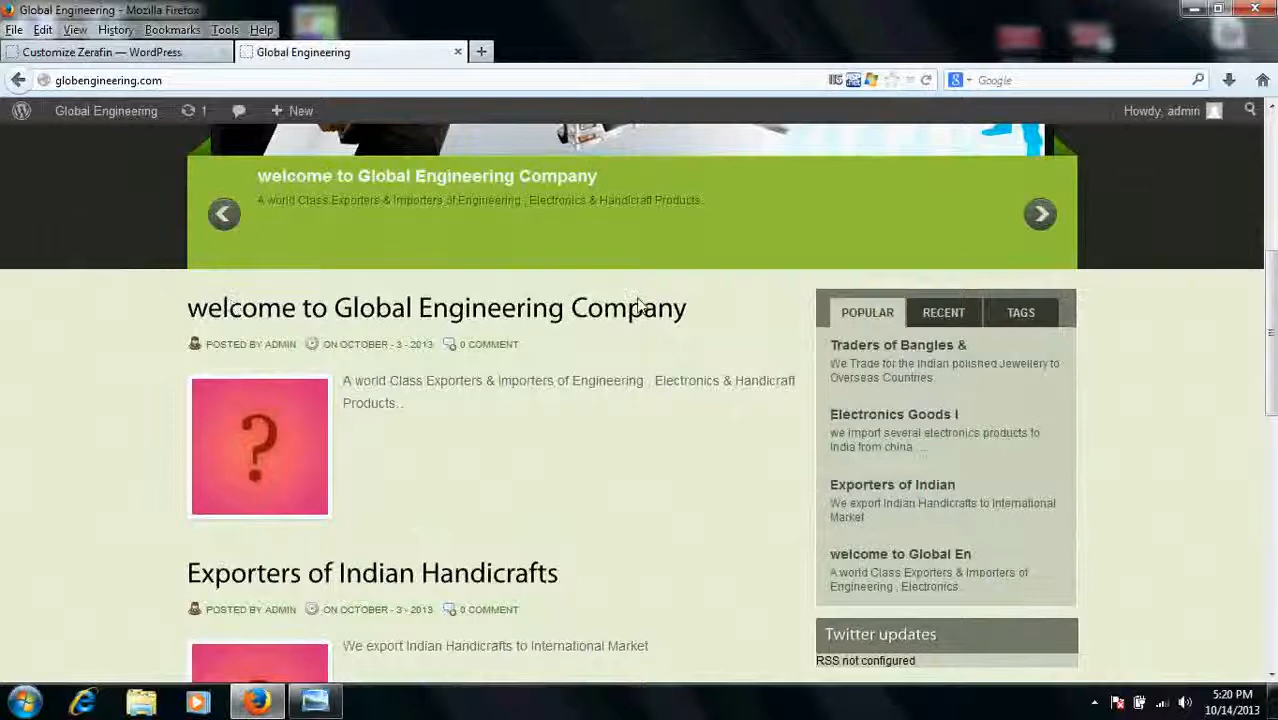 Global Engineering - Mozilla Firefox
File Edit View History Bookmarks Tools Help
Customize Zerafin — WordPress
Global Engineering
globengineering.com
Google
Global Engineering 1 New
Howdy, admin
welcome to Global Engineering Company
A world Class Exporters & Importers of Engineering , Electronics & Handicraft Products..
welcome to Global Engineering Company
POSTED BY ADMIN ON OCTOBER - 3 - 2013 0 COMMENT
A world Class Exporters & Importers of Engineering , Electronics & Handicraft
Products..
?
Exporters of Indian Handicrafts
POSTED BY ADMIN ON OCTOBER - 3 - 2013 0 COMMENT
We export Indian Handicrafts to International Market
POPULAR RECENT TAGS
Traders of Bangles &
We Trade for the Indian polished Jewellery to
Overseas Countries
Electronics Goods I
we import several electronics products to
India from china ....
Exporters of Indian
We export Indian Handicrafts to International
Market
welcome to Global En
A world Class Exporters & Importers of
Engineering , Electronics
Twitter updates
RSS not configured
5:20 PM
10/14/2013